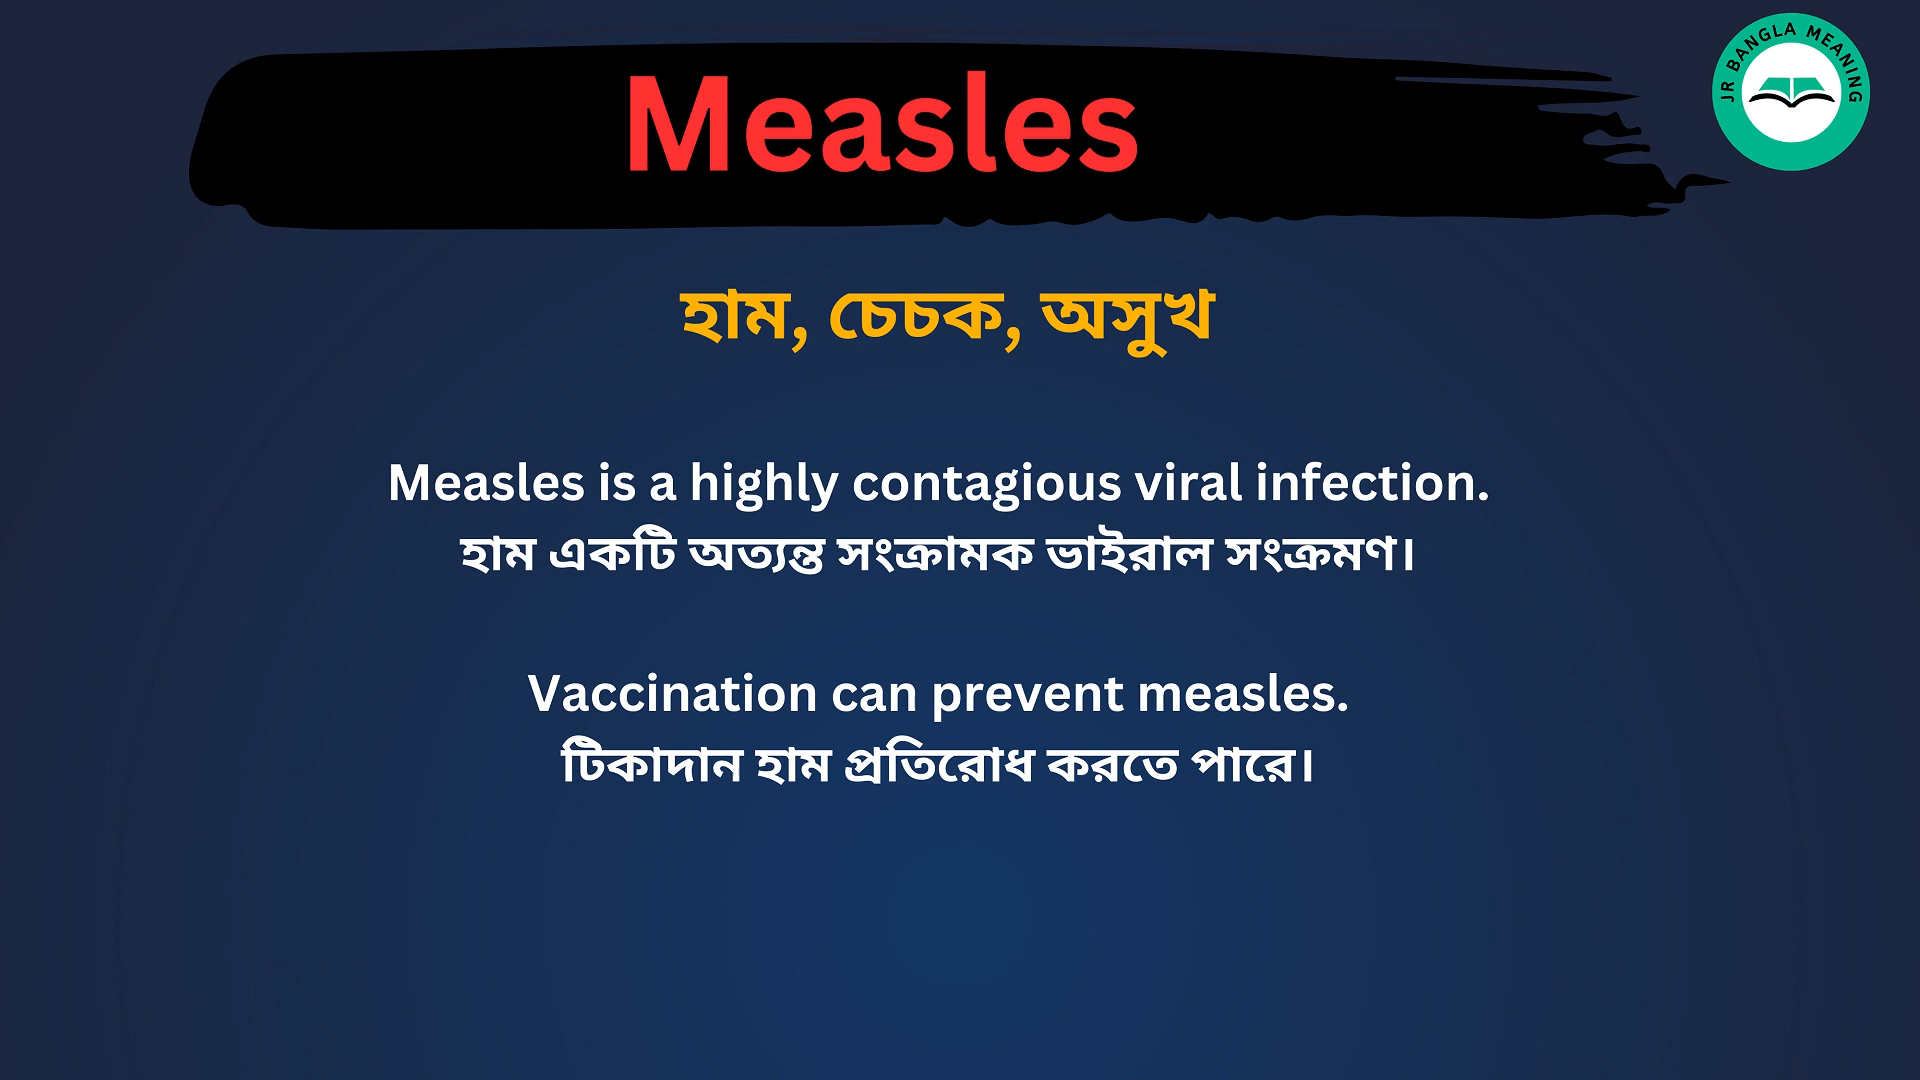 Measles
JR BANGLA MEANING
হাম, চেচক, অসুখ
Measles is a highly contagious viral infection.
হাম একটি অত্যন্ত সংক্রামক ভাইরাল সংক্রমণ।
Vaccination can prevent measles.
টিকাদান হাম প্রতিরোধ করতে পারে।